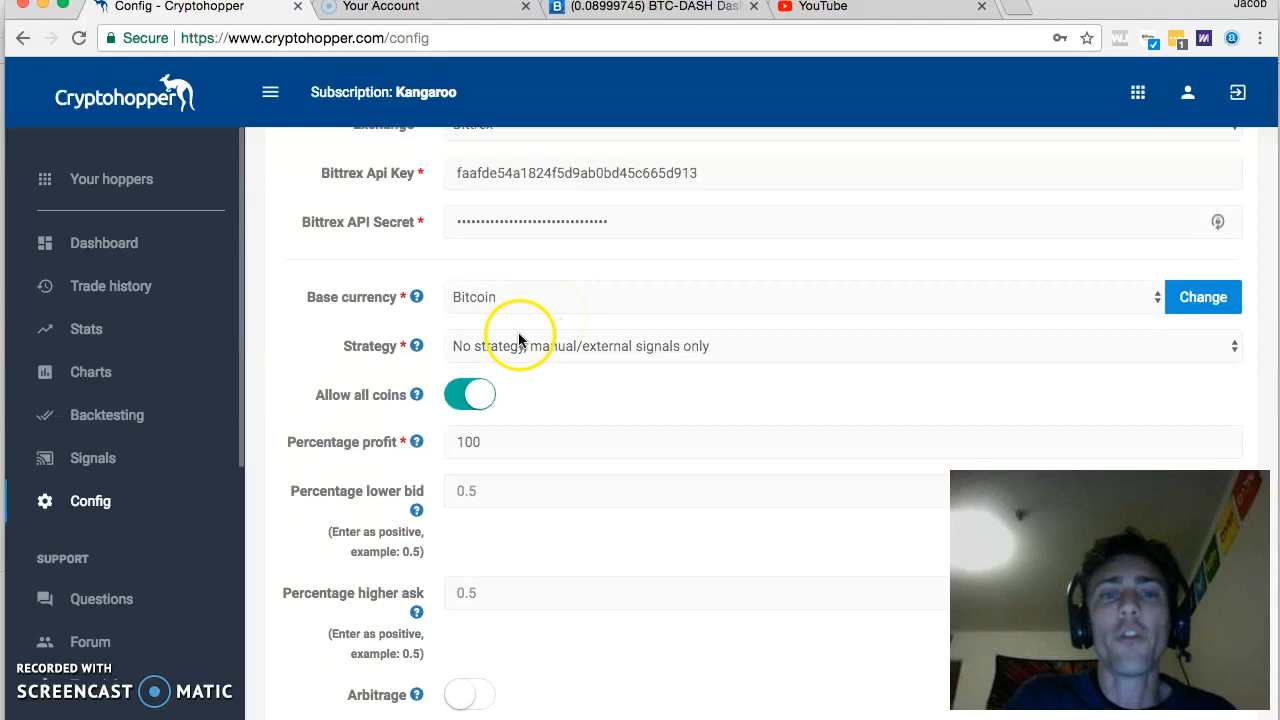 Config - Cryptohopper
Your Account
(0.08999745) BTC-DASH Das
YouTube
Jacob
Secure
https://www.cryptohopper.com/config
Cryptohopper
Subscription: Kangaroo
Your hoppers
Dashboard
Trade history
Stats
Charts
Backtesting
Signals
Config
SUPPORT
Questions
Forum
Exchange
Bittrex
Bittrex Api Key *
faafde54a1824f5d9ab0bd45c665d913
Bittrex API Secret *
••••••••••••••••••••••••••••••••
Base currency *
Bitcoin
Change
Strategy *
No strategy, manual/external signals only
Allow all coins
Percentage profit *
100
Percentage lower bid
0.5
(Enter as positive,
example: 0.5)
Percentage higher ask
0.5
(Enter as positive,
example: 0.5)
Arbitrage
RECORDED WITH
SCREENCAST MATIC